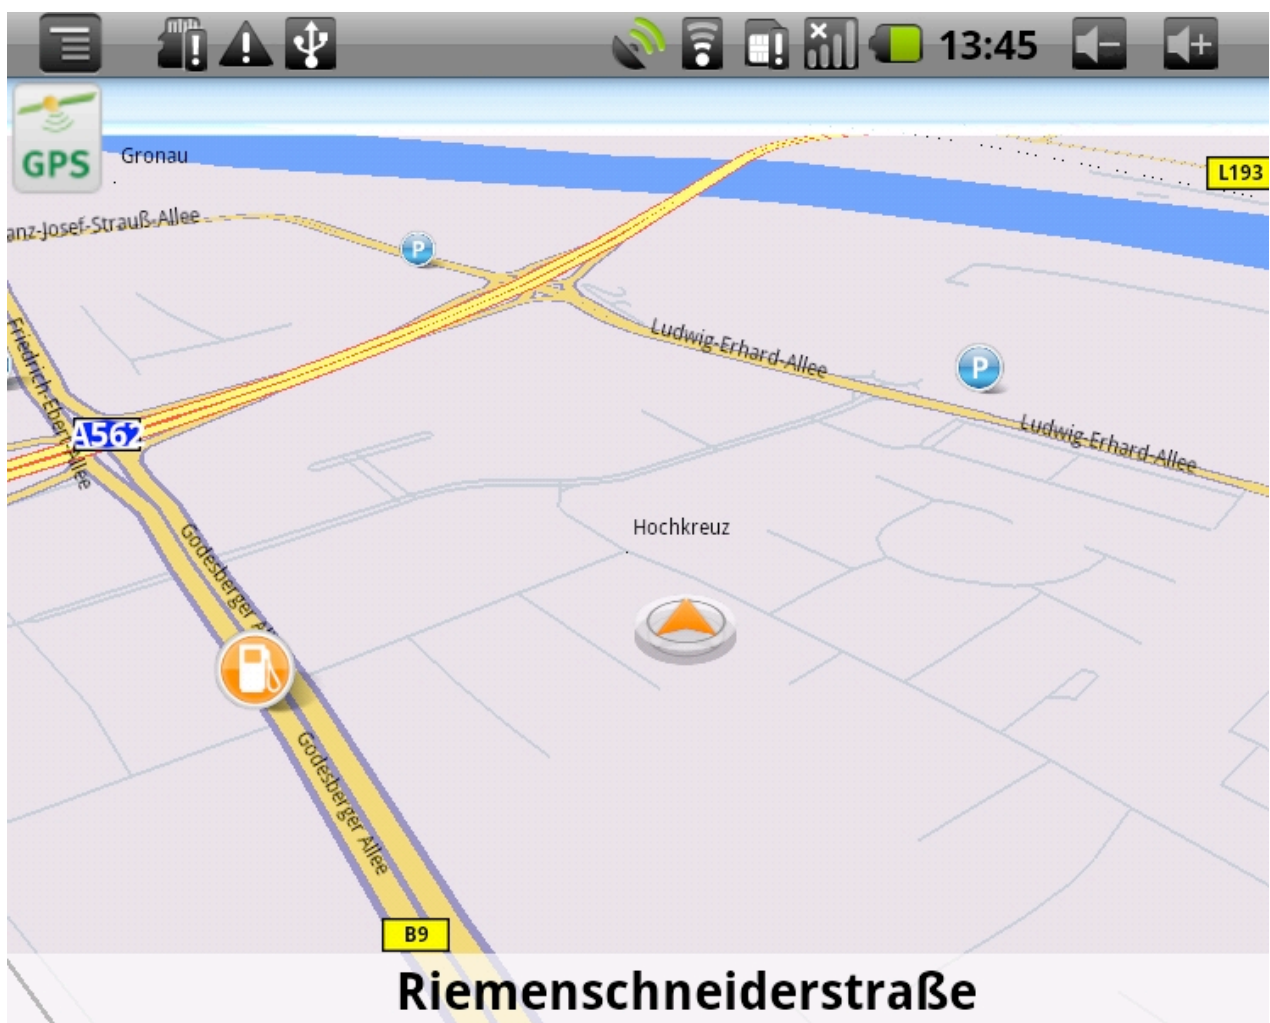 13:45
GPS
Gronau
L193
anz-Josef-Strauß-Allee
P
Ludwig-Erhard-Allee
P
Friedrich-Ebert-Allee
A562
Ludwig-Erhard-Allee
Hochkreuz
Godesberger Al
Godesberger Allee
B9
Riemenschneiderstraße